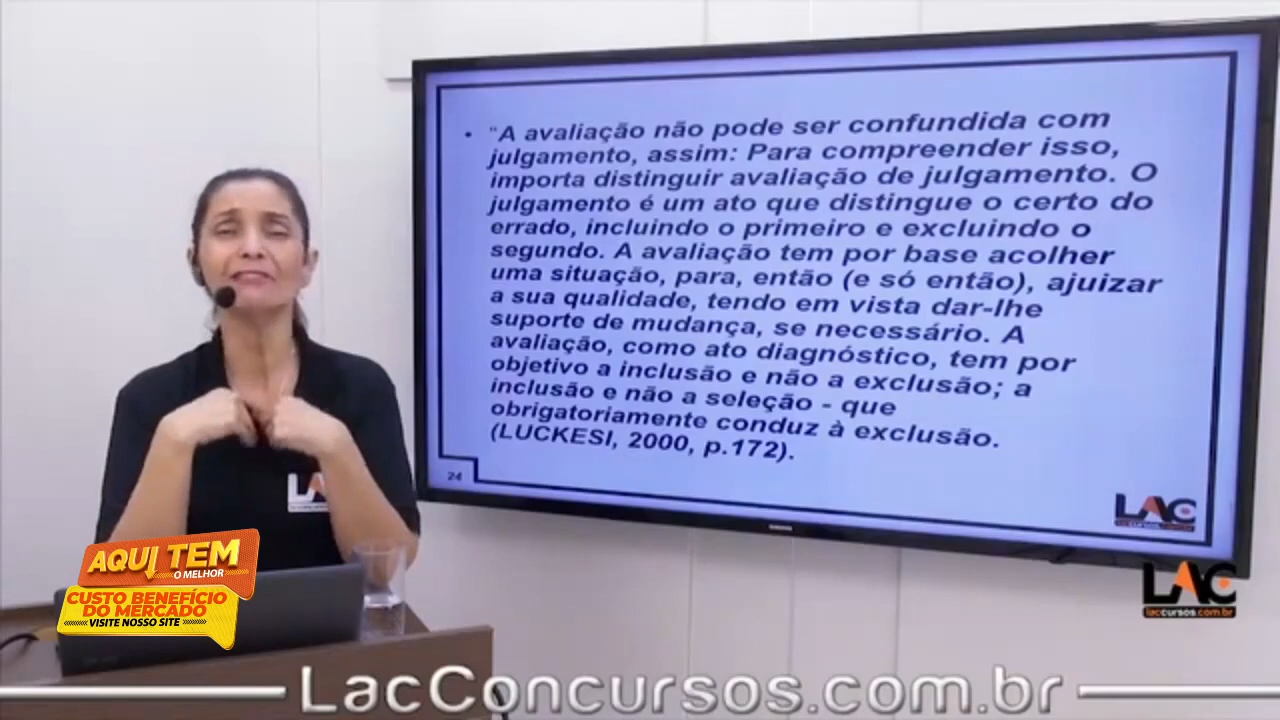 • "A avaliação não pode ser confundida com
julgamento, assim: Para compreender isso,
importa distinguir avaliação de julgamento. O
julgamento é um ato que distingue o certo do
errado, incluindo o primeiro e excluindo o
segundo. A avaliação tem por base acolher
uma situação, para, então (e só então), ajuizar
a sua qualidade, tendo em vista dar-lhe
suporte de mudança, se necessário. A
avaliação, como ato diagnóstico, tem por
objetivo a inclusão e não a exclusão; a
inclusão e não a seleção - que
obrigatoriamente conduz à exclusão.
(LUCKESI, 2000, p.172).
24
LAC
LAC
LAC
laccursos.com.br
AQUI TEM
O MELHOR
CUSTO BENEFÍCIO
DO MERCADO
VISITE NOSSO SITE
LacConcursos.com.br